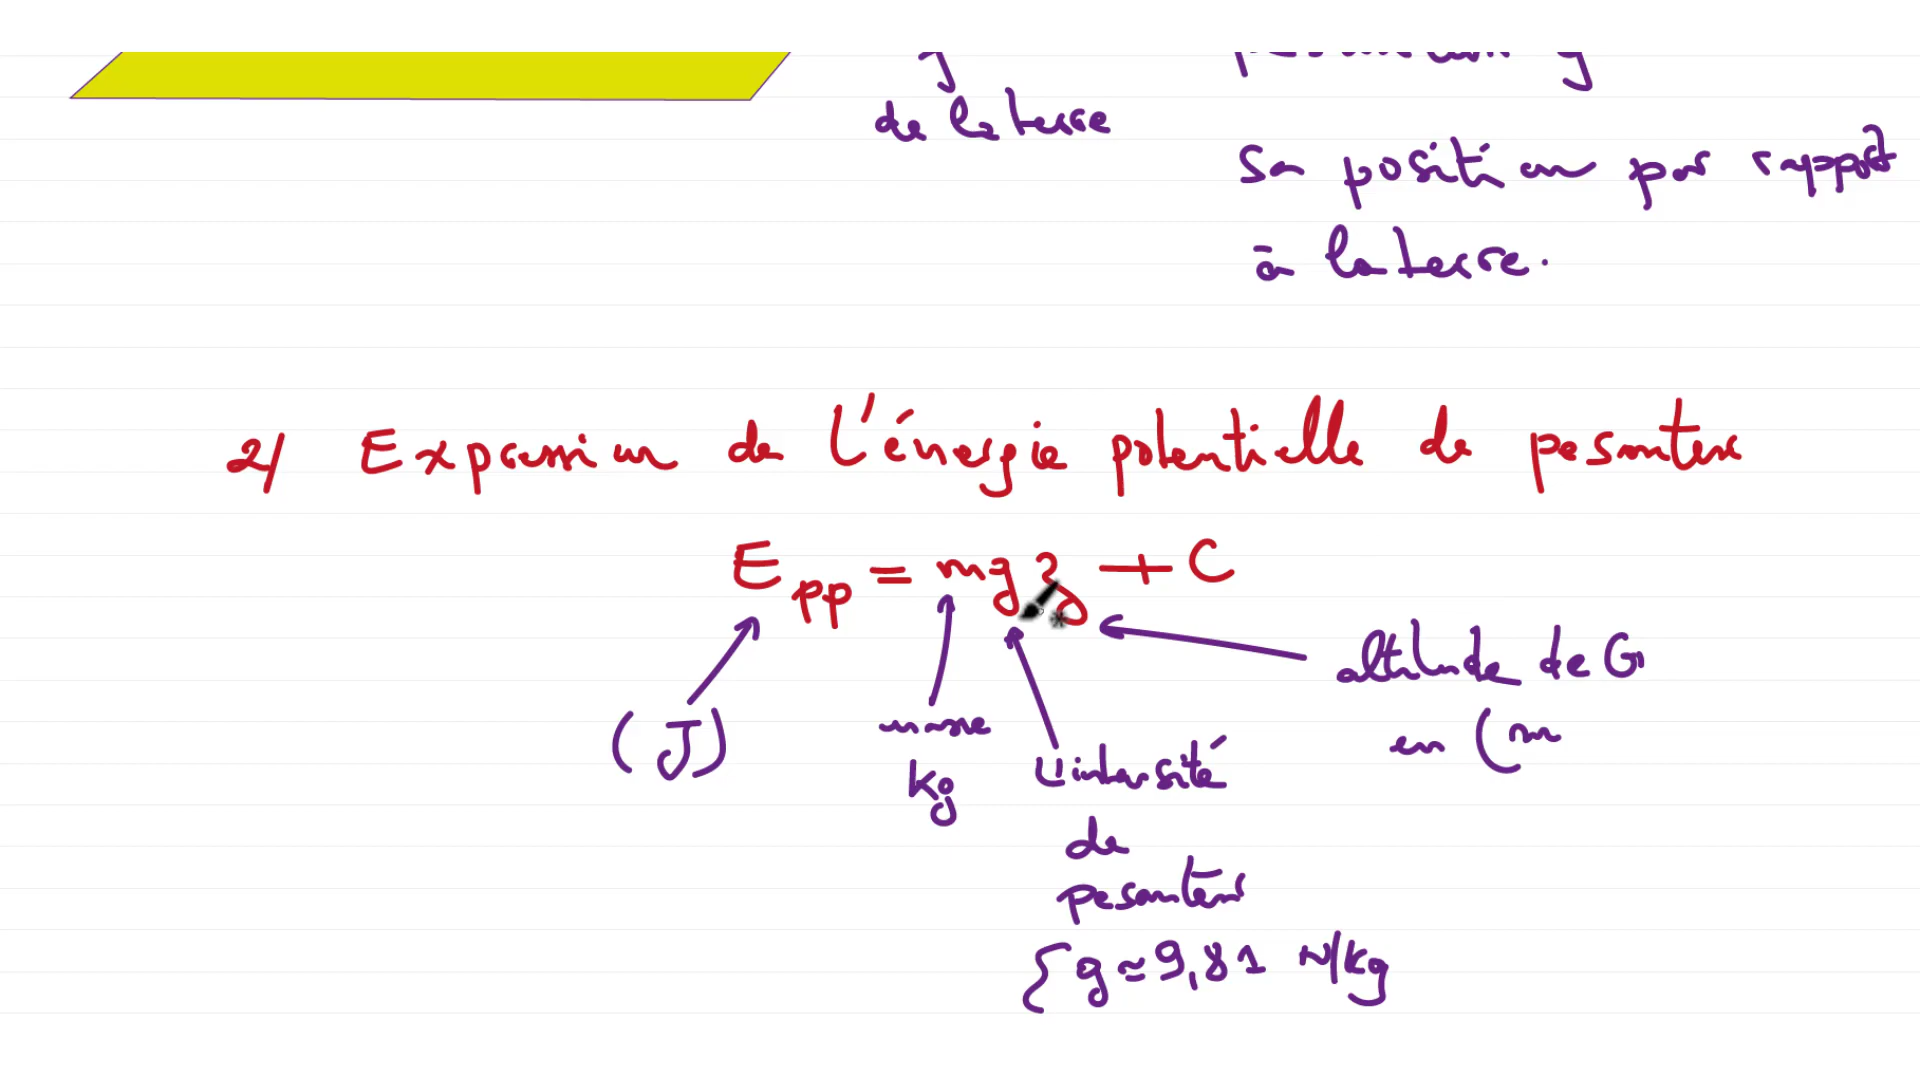 de la terre
sa position par rapport
à la terre.
2/ Expression de l'énergie potentielle de pesanteur
Epp = mgz + C
(J)
masse
kg
L'intensité
de
pesanteur
{ g ≈ 9,81 N/kg
altitude de G
en (m